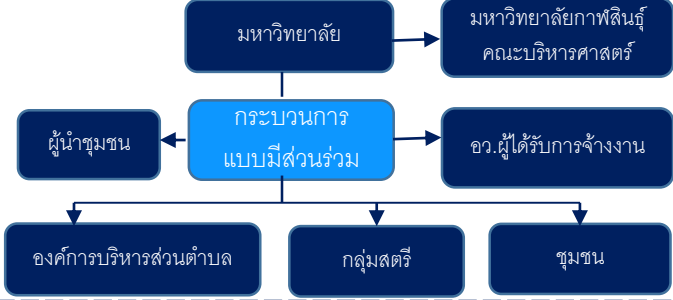 มหาวิทยาลัย
มหาวิทยาลัยกาฬสินธุ์
คณะบริหารศาสตร์
ผู้นำชุมชน
กระบวนการ
แบบมีส่วนร่วม
อว.ผู้ได้รับการจ้างงาน
องค์การบริหารส่วนตำบล
กลุ่มสตรี
ชุมชน